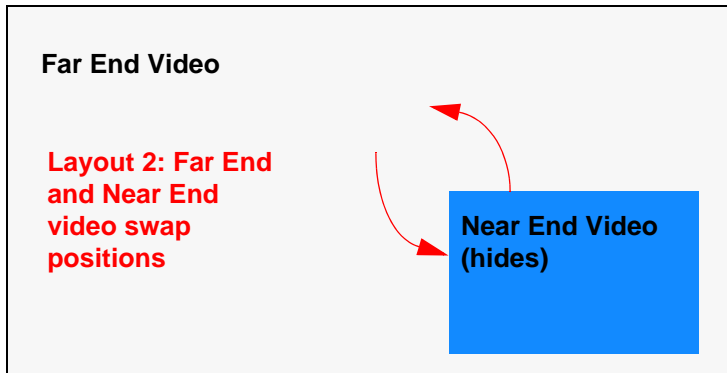 Far End Video
Layout 2: Far End
and Near End
video swap
positions
Near End Video
(hides)